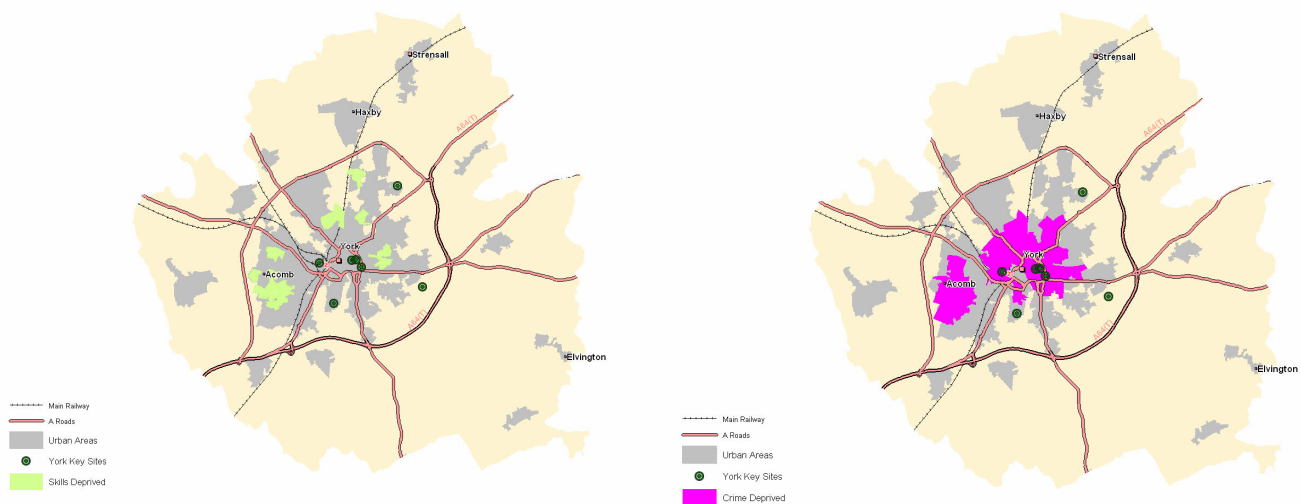 Strensall
Haxby
A64(T)
York
Acomb
A64(T)
Elvington
Main Railway
A Roads
Urban Areas
York Key Sites
Skills Deprived
Strensall
Haxby
A64(T)
York
Acomb
A64(T)
Elvington
Main Railway
A Roads
Urban Areas
York Key Sites
Crime Deprived